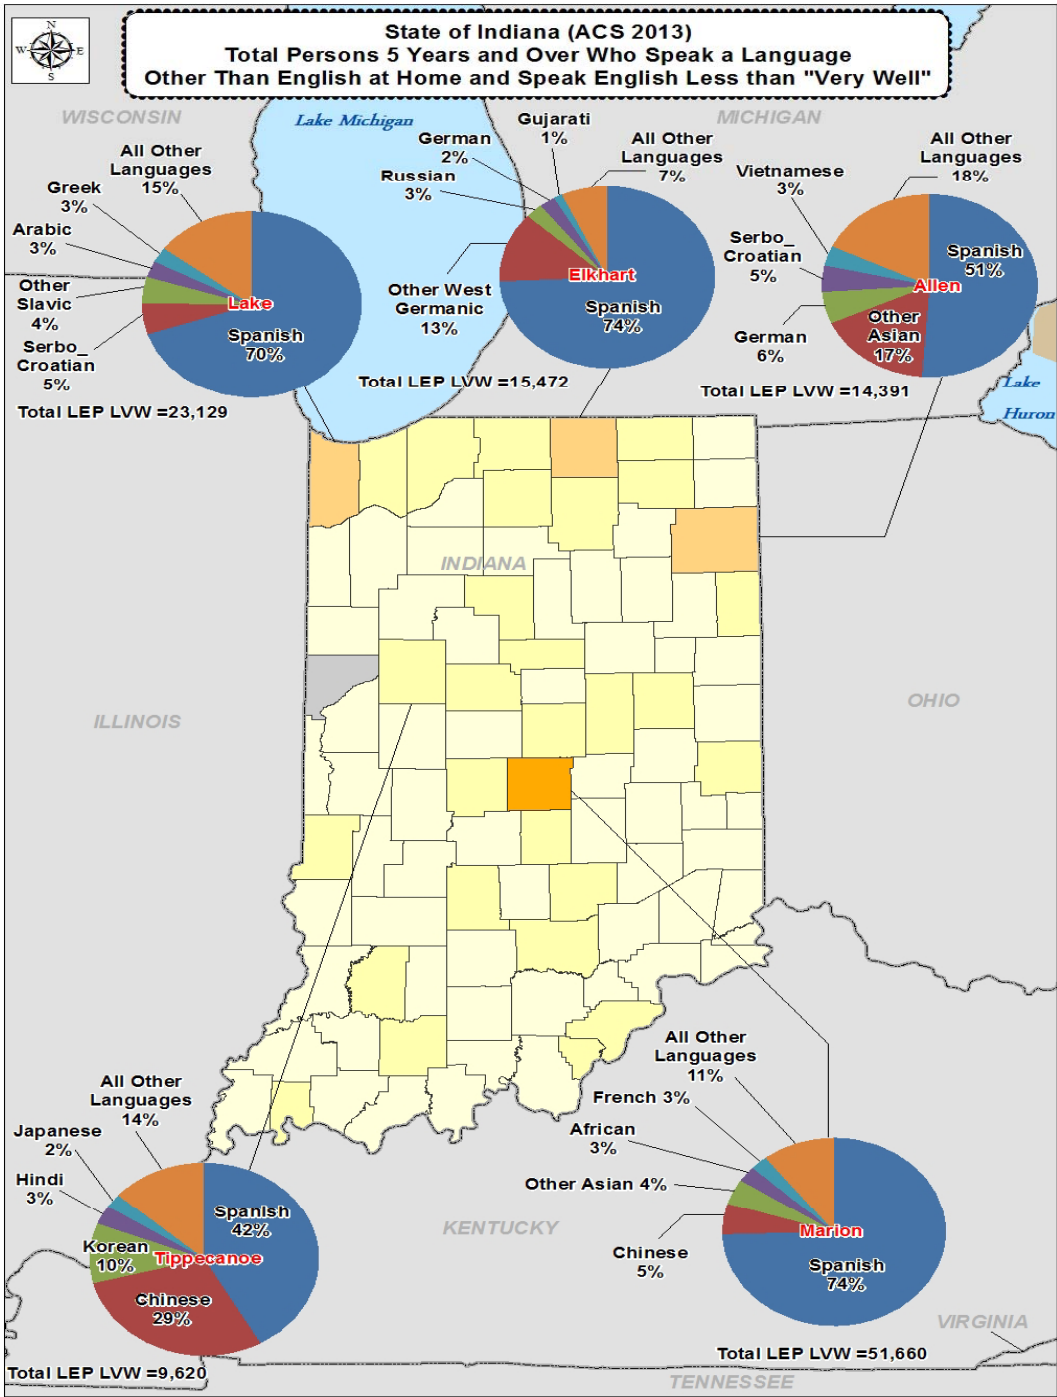 State of Indiana (ACS 2013)
Total Persons 5 Years and Over Who Speak a Language
Other Than English at Home and Speak English Less than "Very Well"
N
W
E
S
WISCONSIN
Lake Michigan
MICHIGAN
All Other
Languages
15%
Greek
3%
Arabic
3%
Other
Slavic
4%
Serbo_
Croatian
5%
Lake
Spanish
70%
Total LEP LVW =23,129
Gujarati
1%
German
2%
Russian
3%
All Other
Languages
7%
Other West
Germanic
13%
Elkhart
Spanish
74%
Total LEP LVW =15,472
All Other
Languages
18%
Vietnamese
3%
Serbo_
Croatian
5%
German
6%
Spanish
51%
Allen
Other
Asian
17%
Total LEP LVW =14,391
Lake
Huron
INDIANA
ILLINOIS
OHIO
All Other
Languages
14%
Japanese
2%
Hindi
3%
Korean
10%
Tippecanoe
Spanish
42%
Chinese
29%
Total LEP LVW =9,620
All Other
Languages
11%
French 3%
African
3%
Other Asian 4%
Chinese
5%
Marion
Spanish
74%
Total LEP LVW =51,660
KENTUCKY
VIRGINIA
TENNESSEE